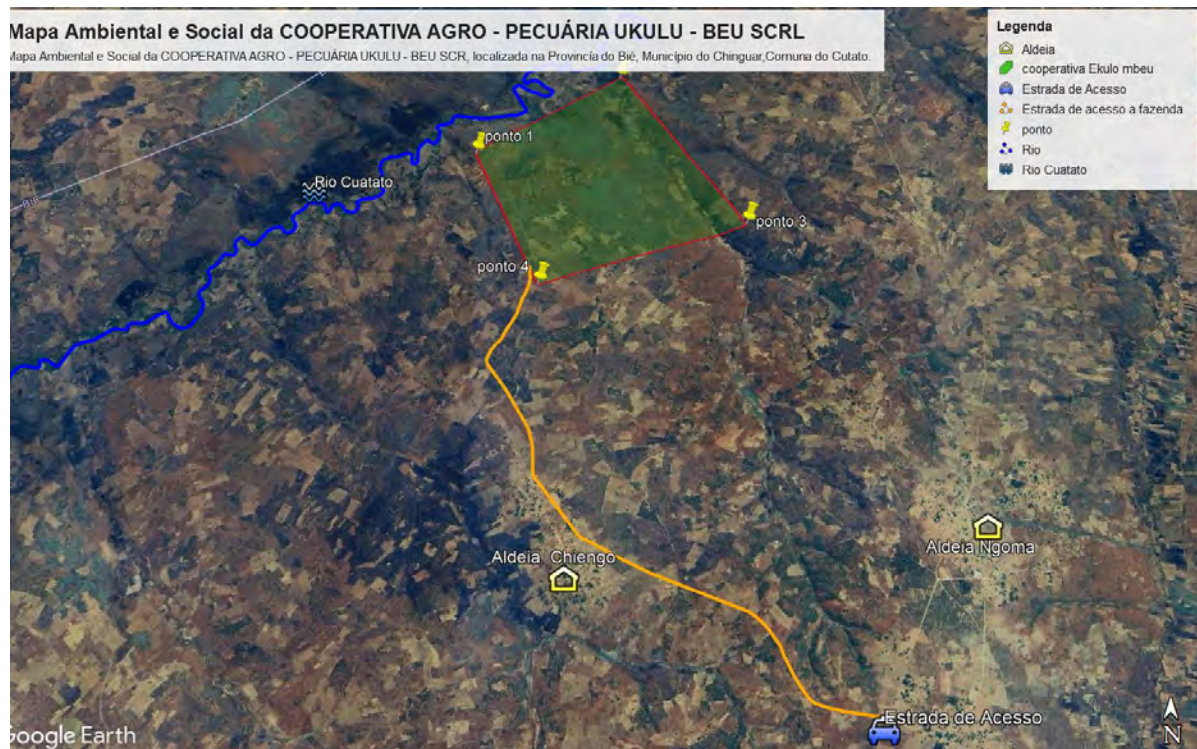 Mapa Ambiental e Social da COOPERATIVA AGRO - PECUÁRIA UKULU - BEU SCRL
Mapa Ambiental e Social da COOPERATIVA AGRO - PECUÁRIA UKULU - BEU SCR, localizada na Provincia do Bié, Município do Chinguar,Comuna do Cutato.
Legenda
Aldeia
cooperativa Ekulo mbeu
Estrada de Acesso
Estrada de acesso a fazenda
ponto
Rio
Rio Cuatato
ponto 1
Rio Cuatato
BIÉ
ponto 3
ponto 4
Aldeia Ngoma
Aldeia Chiengo
Estrada de Acesso
Google Earth
N